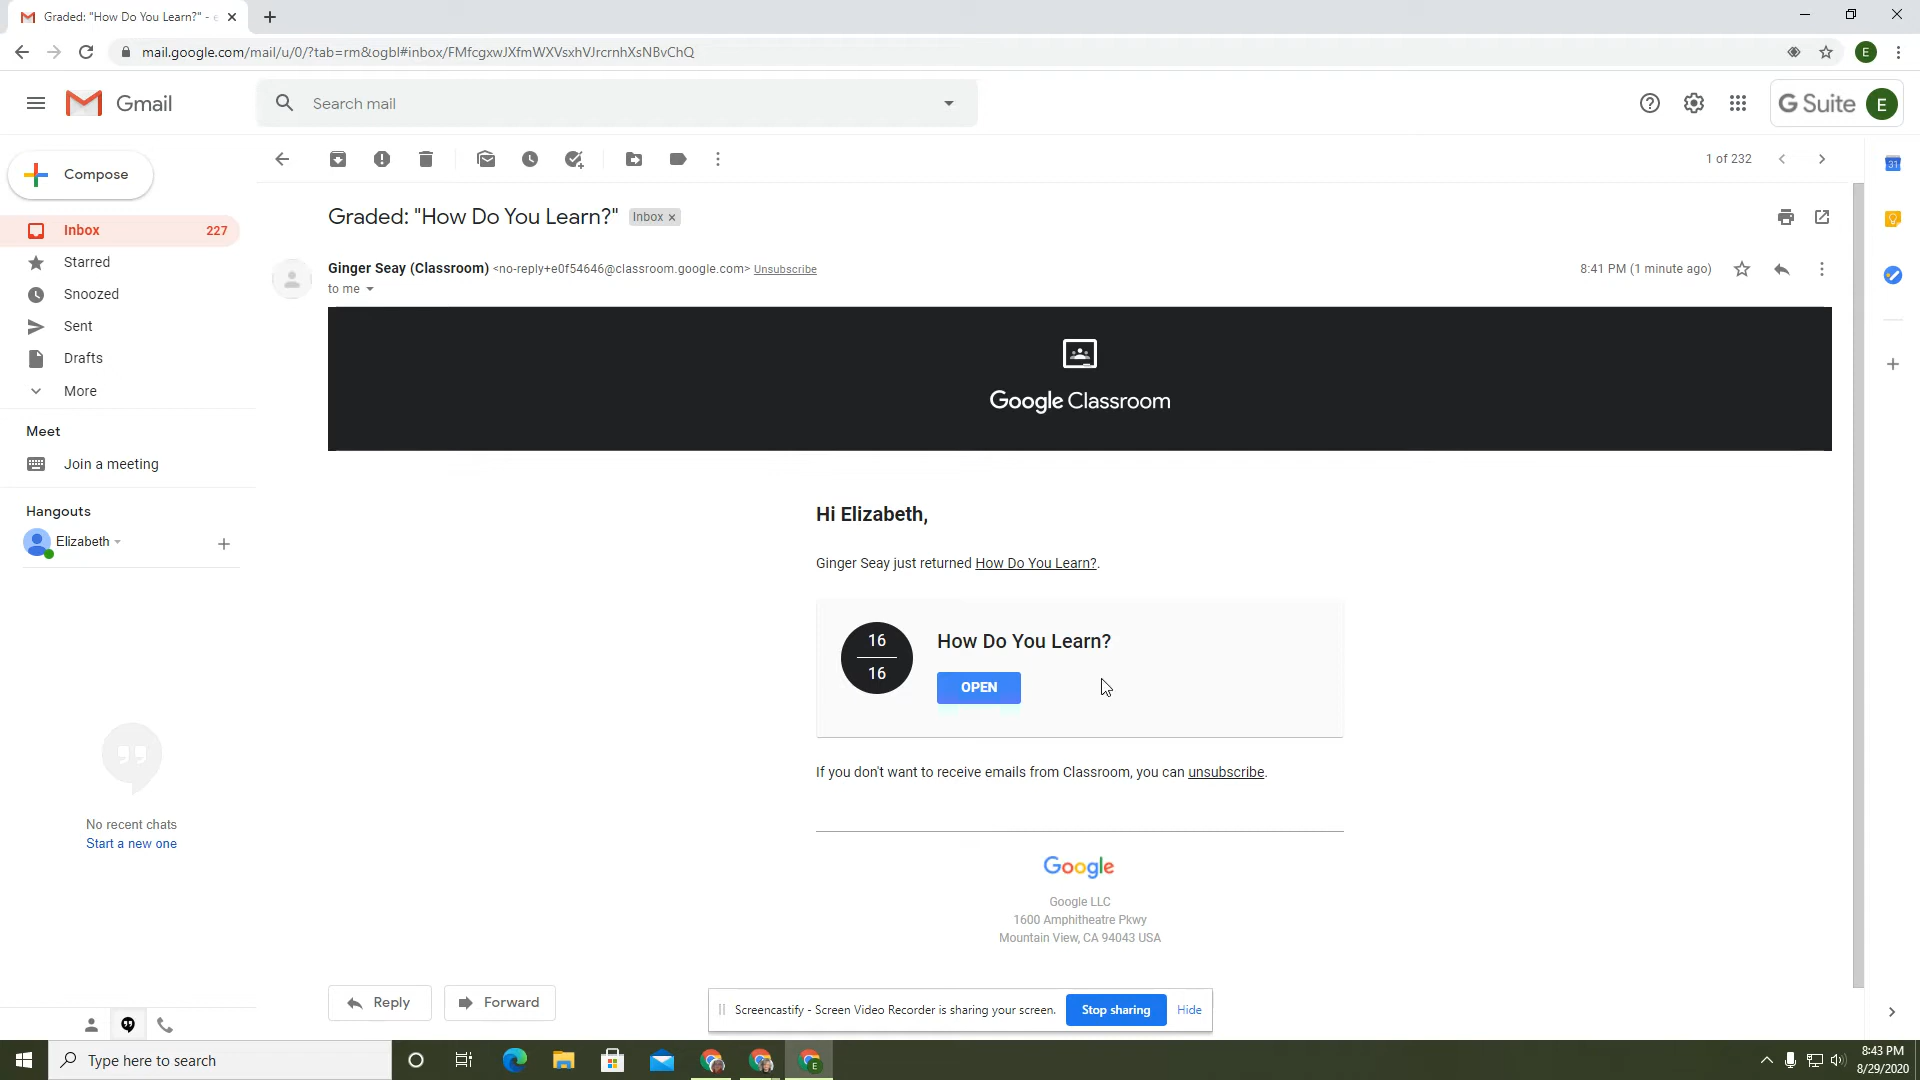 Graded: "How Do You Learn?" - e
mail.google.com/mail/u/0/?tab=rm&ogbl#inbox/FMfcgxwJXfmWXVsxhVJrcrnhXsNBvChQ
E
Gmail
Search mail
G Suite
E
Compose
1 of 232
31
Inbox 227
Starred
Snoozed
Sent
Drafts
More
Meet
Join a meeting
Hangouts
Elizabeth
No recent chats
Start a new one
Graded: "How Do You Learn?" Inbox x
Ginger Seay (Classroom) <no-reply+e0f54646@classroom.google.com> Unsubscribe
8:41 PM (1 minute ago)
to me
Google Classroom
Hi Elizabeth,
Ginger Seay just returned How Do You Learn?.
16
16
How Do You Learn?
OPEN
If you don't want to receive emails from Classroom, you can unsubscribe.
Google
Google LLC
1600 Amphitheatre Pkwy
Mountain View, CA 94043 USA
Reply
Forward
Screencastify - Screen Video Recorder is sharing your screen. Stop sharing Hide
Type here to search
E
8:43 PM
8/29/2020